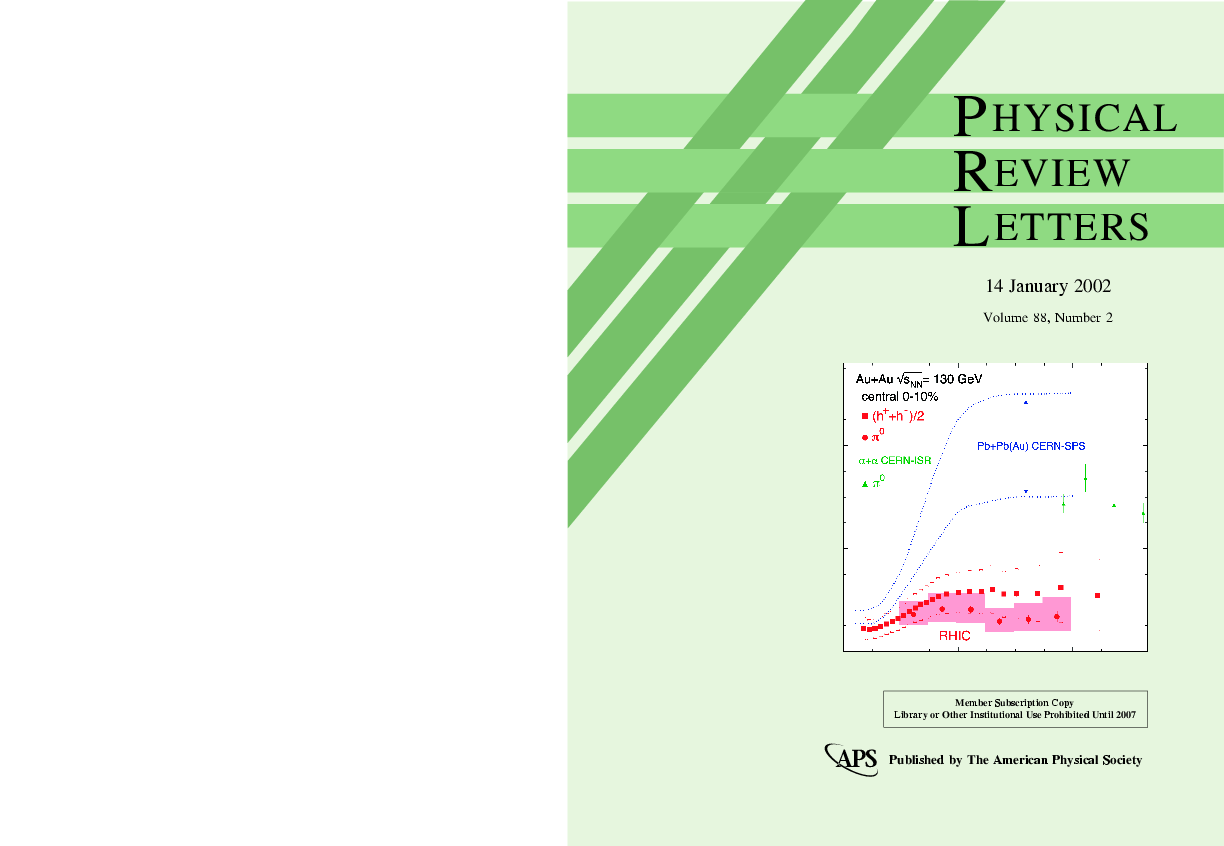 PHYSICAL
REVIEW
LETTERS
14 January 2002
Volume 88, Number 2
Au+Au √sNN= 130 GeV
central 0-10%
(h⁺+h⁻)/2
π⁰
α+α CERN-ISR
π⁰
Pb+Pb(Au) CERN-SPS
RHIC
Member Subscription Copy
Library or Other Institutional Use Prohibited Until 2007
APS Published by The American Physical Society